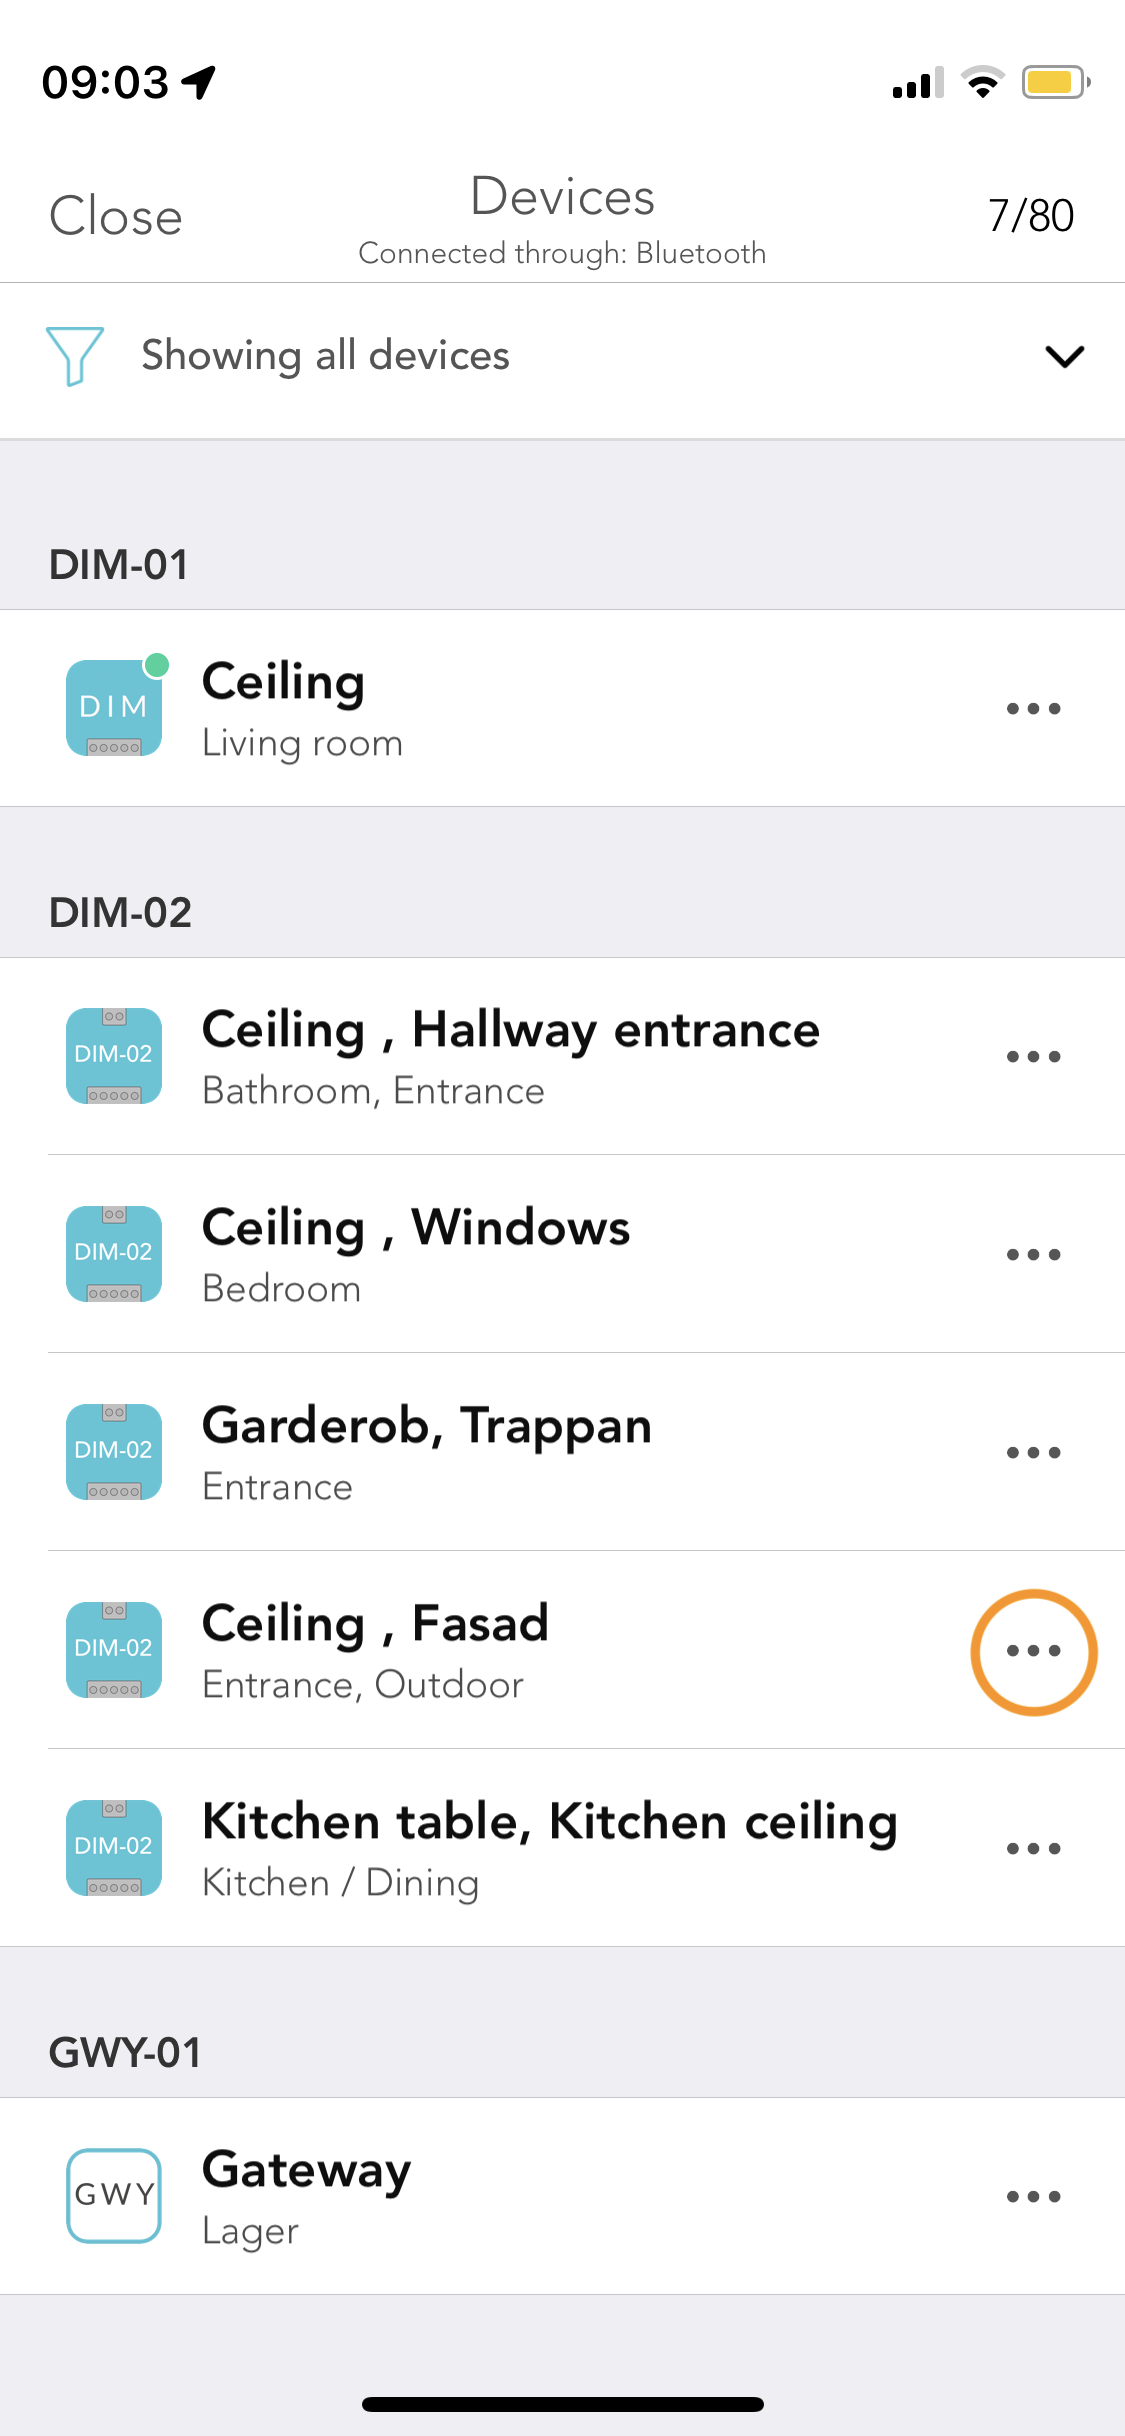 09:03
Close
Devices
7/80
Connected through: Bluetooth
Showing all devices
DIM-01
DIM
Ceiling
Living room
DIM-02
DIM-02
Ceiling , Hallway entrance
Bathroom, Entrance
DIM-02
Ceiling , Windows
Bedroom
DIM-02
Garderob, Trappan
Entrance
DIM-02
Ceiling , Fasad
Entrance, Outdoor
DIM-02
Kitchen table, Kitchen ceiling
Kitchen / Dining
GWY-01
GWY
Gateway
Lager